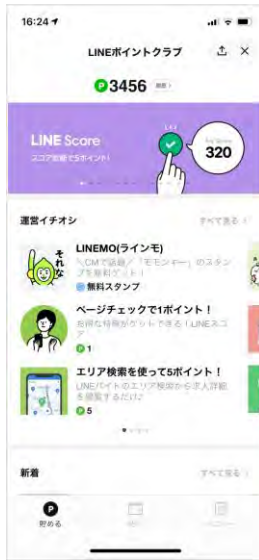 16:24
LINEポイントクラブ
P 3456
LINE Score
スコア診断で5ポイント!
320
運営イチオシ
すべて見る
それな
LINEMO(ラインモ)
＼CMで話題／「モモンキー」のスタンプを無料ゲット！
無料スタンプ
ページチェックで1ポイント！
お得な特典がゲットできる！LINEスコア
P 1
エリア検索を使って5ポイント！
LINEバイトのエリア検索から求人詳細を閲覧するだけ♪
P 5
新着
すべて見る
P
貯める